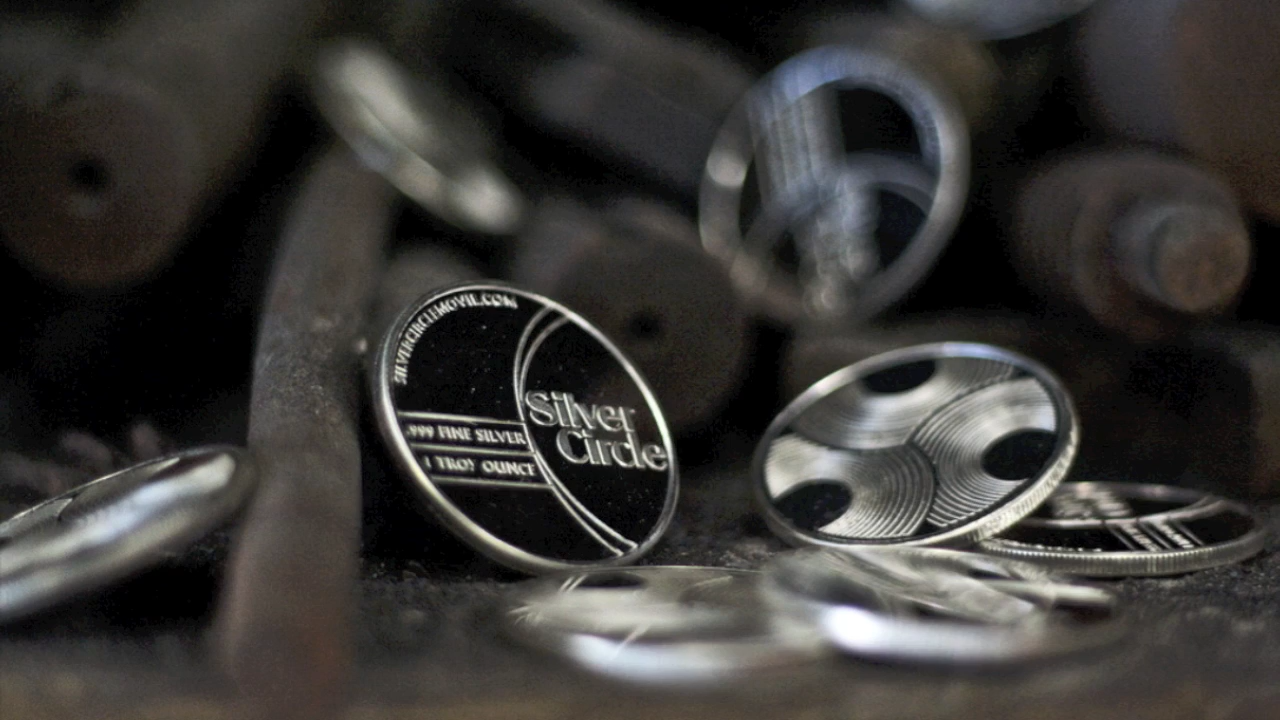 SILVERCIRCLEMOVIE.COM
Silver
Circle
.999 FINE SILVER
1 TROY OUNCE